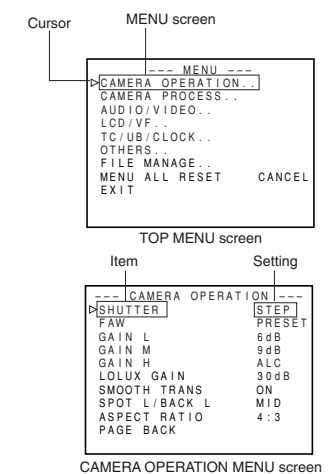 Cursor MENU screen
--- MENU ---
CAMERA OPERATION..
CAMERA PROCESS..
AUDIO/VIDEO..
LCD/VF..
TC/UB/CLOCK..
OTHERS..
FILE MANAGE..
MENU ALL RESET CANCEL
EXIT
TOP MENU screen
Item Setting
--- CAMERA OPERATION ---
SHUTTER STEP
FAW PRESET
GAIN L 6dB
GAIN M 9dB
GAIN H ALC
LOLUX GAIN 30dB
SMOOTH TRANS ON
SPOT L/BACK L MID
ASPECT RATIO 4:3
PAGE BACK
CAMERA OPERATION MENU screen